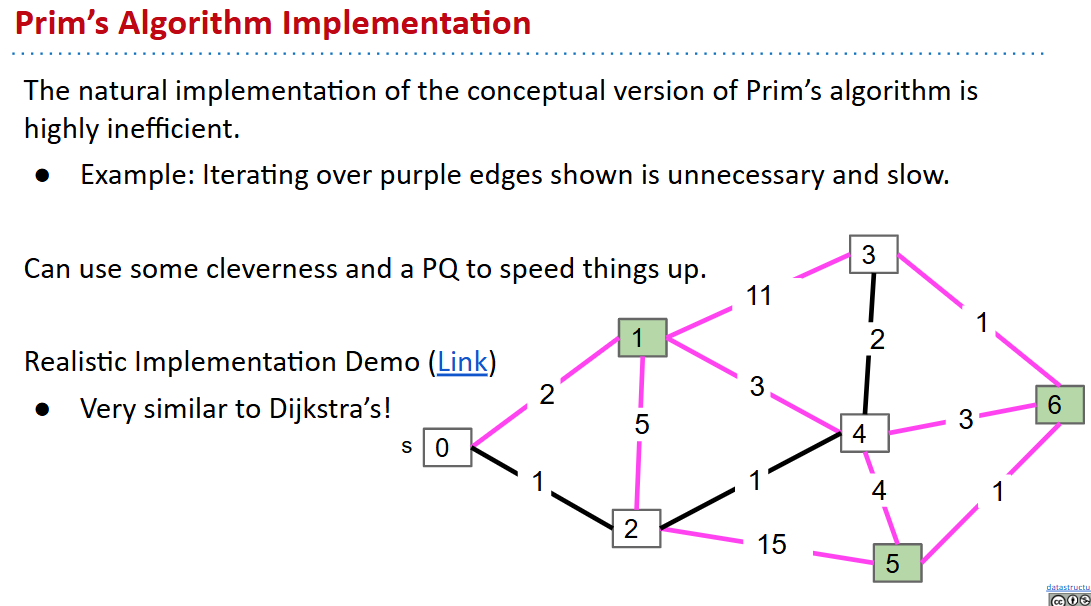 Prim's Algorithm Implementation
The natural implementation of the conceptual version of Prim's algorithm is
highly inefficient.
● Example: Iterating over purple edges shown is unnecessary and slow.
Can use some cleverness and a PQ to speed things up.
3
11
1
1
2
Realistic Implementation Demo (Link)
2
3
6
● Very similar to Dijkstra's!
5
3
4
s 0
1
1
4
1
2
15
5
datastructu